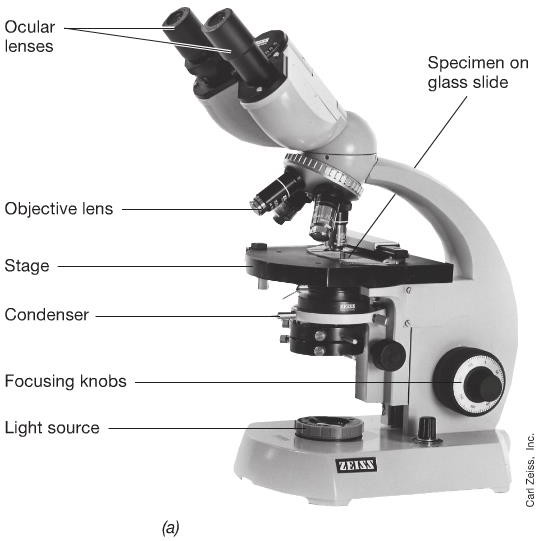 Ocular
lenses
Specimen on
glass slide
Objective lens
Stage
Condenser
Focusing knobs
Light source
ZEISS
(a)
Carl Zeiss, Inc.